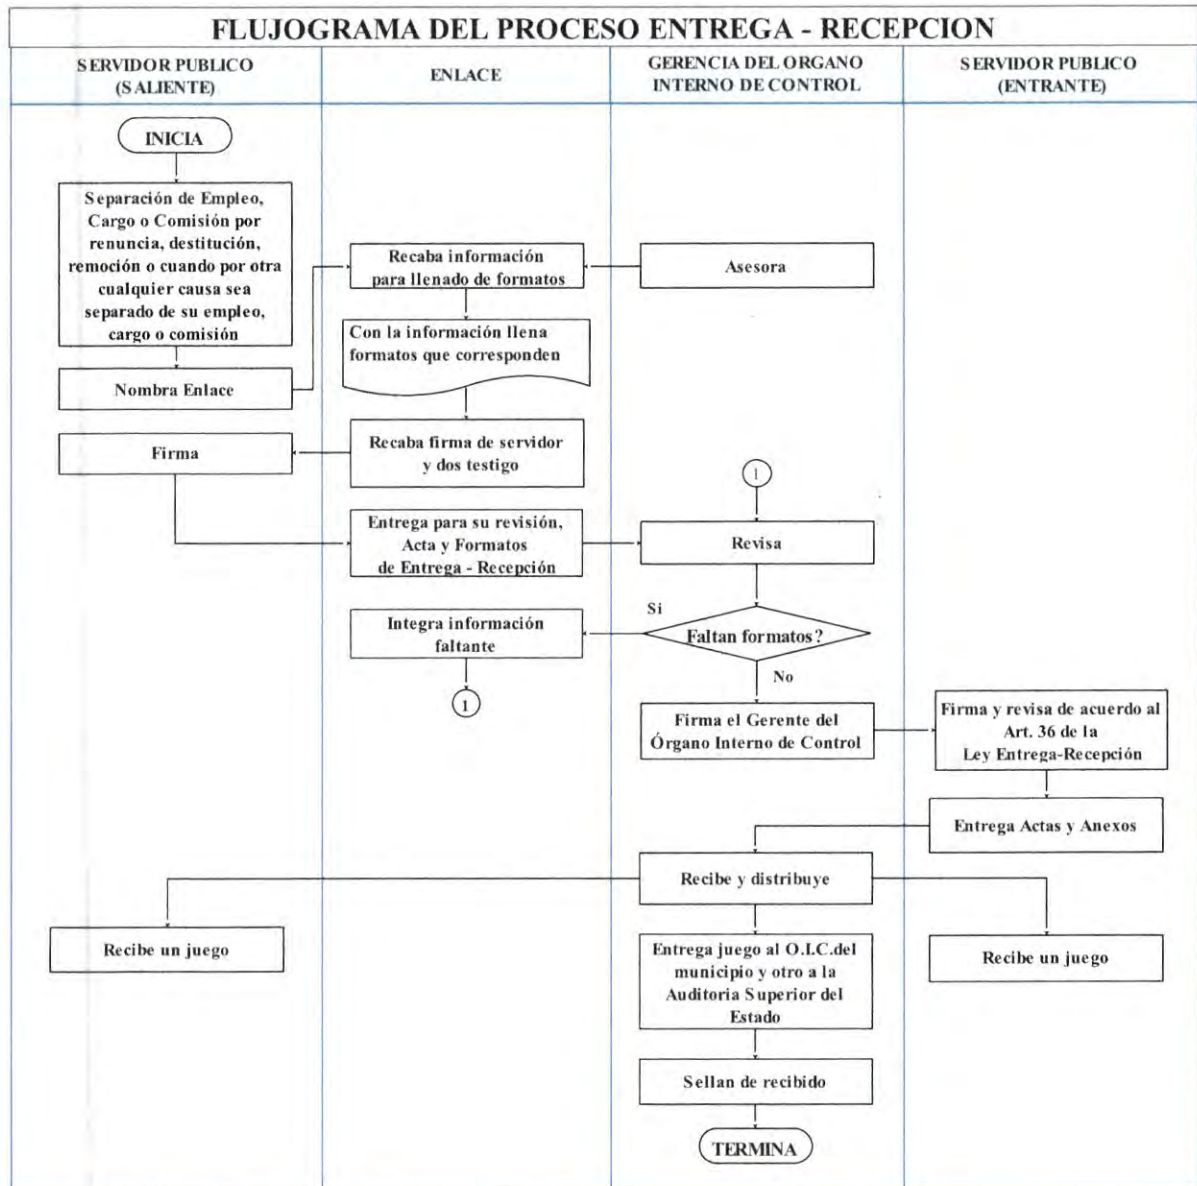 FLUJOGRAMA DEL PROCESO ENTREGA - RECEPCION
SERVIDOR PUBLICO
(SALIENTE)
ENLACE
GERENCIA DEL ORGANO
INTERNO DE CONTROL
SERVIDOR PUBLICO
(ENTRANTE)
INICIA
Separación de Empleo,
Cargo o Comisión por
renuncia, destitución,
remoción o cuando por otra
cualquier causa sea
separado de su empleo,
cargo o comisión
Nombra Enlace
Recaba información
para llenado de formatos
Asesora
Con la información llena
formatos que corresponden
Recaba firma de servidor
y dos testigo
Firma
1
Entrega para su revisión,
Acta y Formatos
de Entrega - Recepción
Revisa
Si
Faltan formatos?
Integra información
faltante
1
No
Firma el Gerente del
Órgano Interno de Control
Firma y revisa de acuerdo al
Art. 36 de la
Ley Entrega-Recepción
Entrega Actas y Anexos
Recibe y distribuye
Recibe un juego
Entrega juego al O.I.C.del
municipio y otro a la
Auditoria Superior del
Estado
Recibe un juego
Sellan de recibido
TERMINA